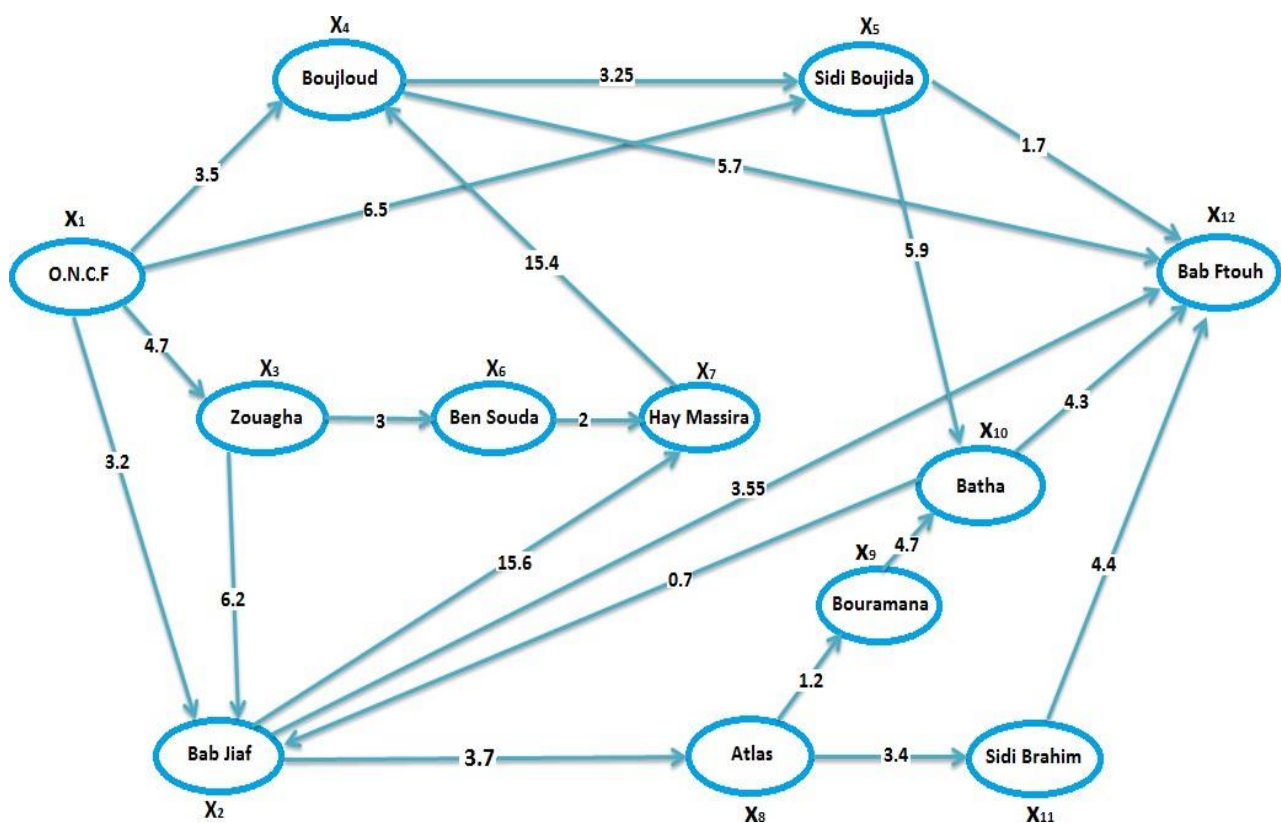 X4
Boujloud
X5
Sidi Boujida
3.25
1.7
3.5
5.7
X1
O.N.C.F
6.5
X12
Bab Ftouh
15.4
5.9
4.7
X3
Zouagha
3
X6
Ben Souda
2
X7
Hay Massira
4.3
X10
Batha
3.2
3.55
X9
Bouramana
4.7
15.6
0.7
4.4
6.2
1.2
Bab Jiaf
X2
3.7
Atlas
X8
3.4
Sidi Brahim
X11